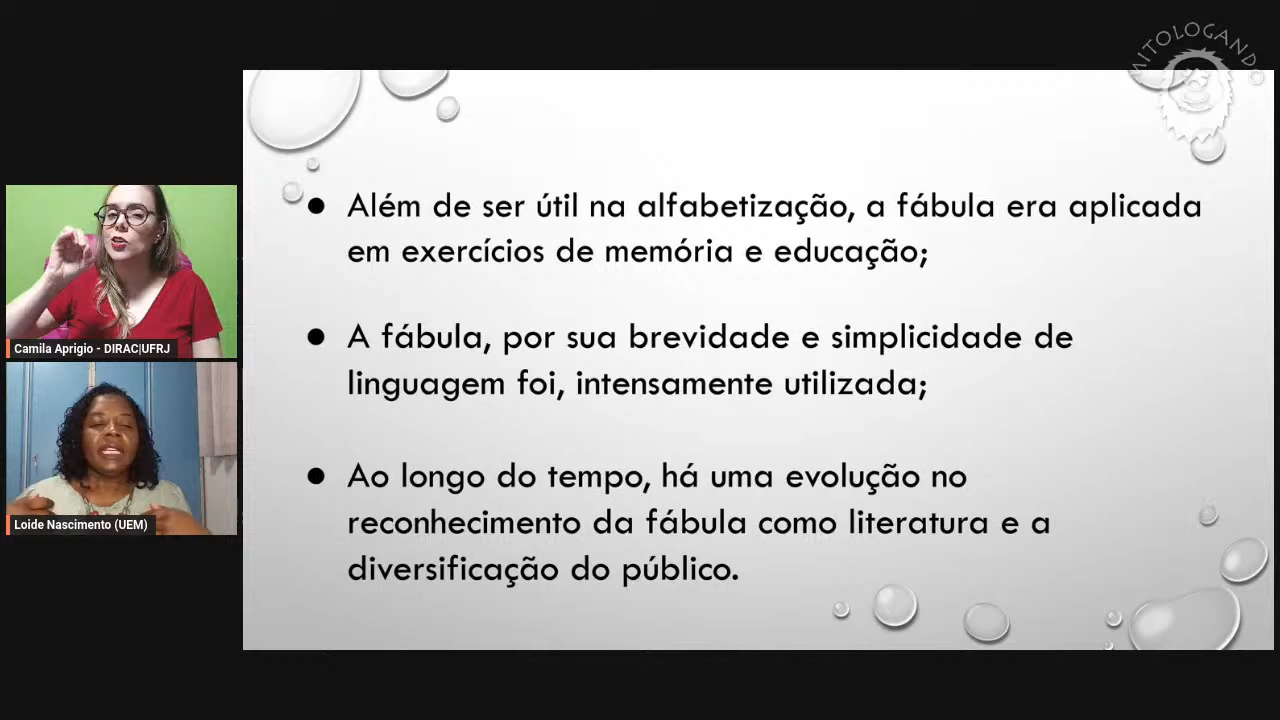 MITOLOGANDO
Além de ser útil na alfabetização, a fábula era aplicada
em exercícios de memória e educação;
A fábula, por sua brevidade e simplicidade de
linguagem foi, intensamente utilizada;
Ao longo do tempo, há uma evolução no
reconhecimento da fábula como literatura e a
diversificação do público.
Camila Aprigio - DIRAC|UFRJ
Loide Nascimento (UEM)